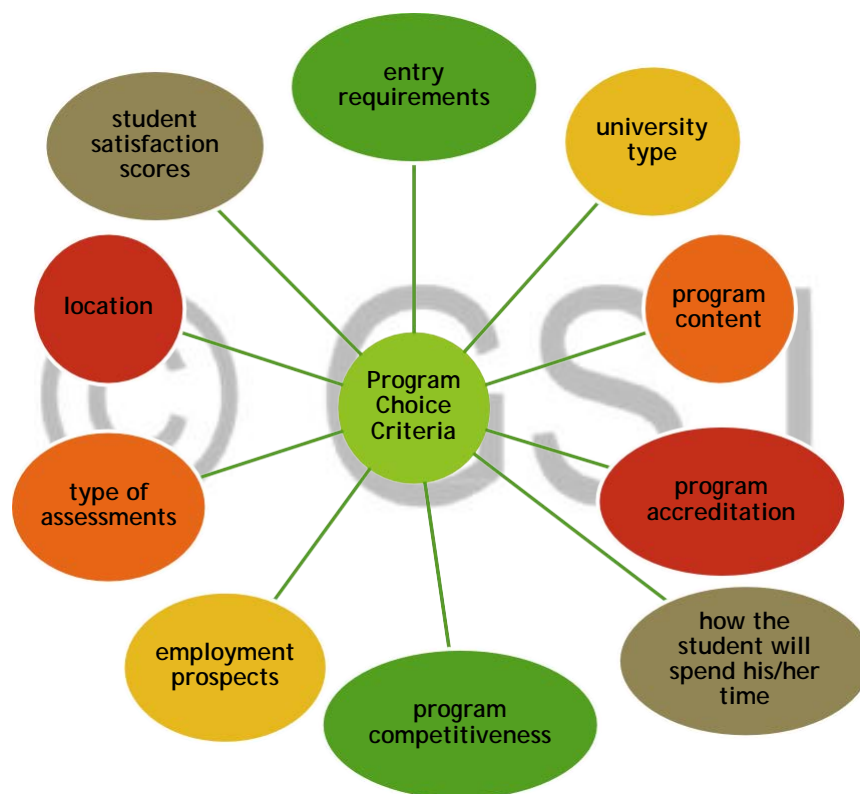 entry
requirements
university
type
program
content
program
accreditation
how the
student will
spend his/her
time
program
competitiveness
employment
prospects
type of
assessments
location
student
satisfaction
scores
Program
Choice
Criteria
© GSI